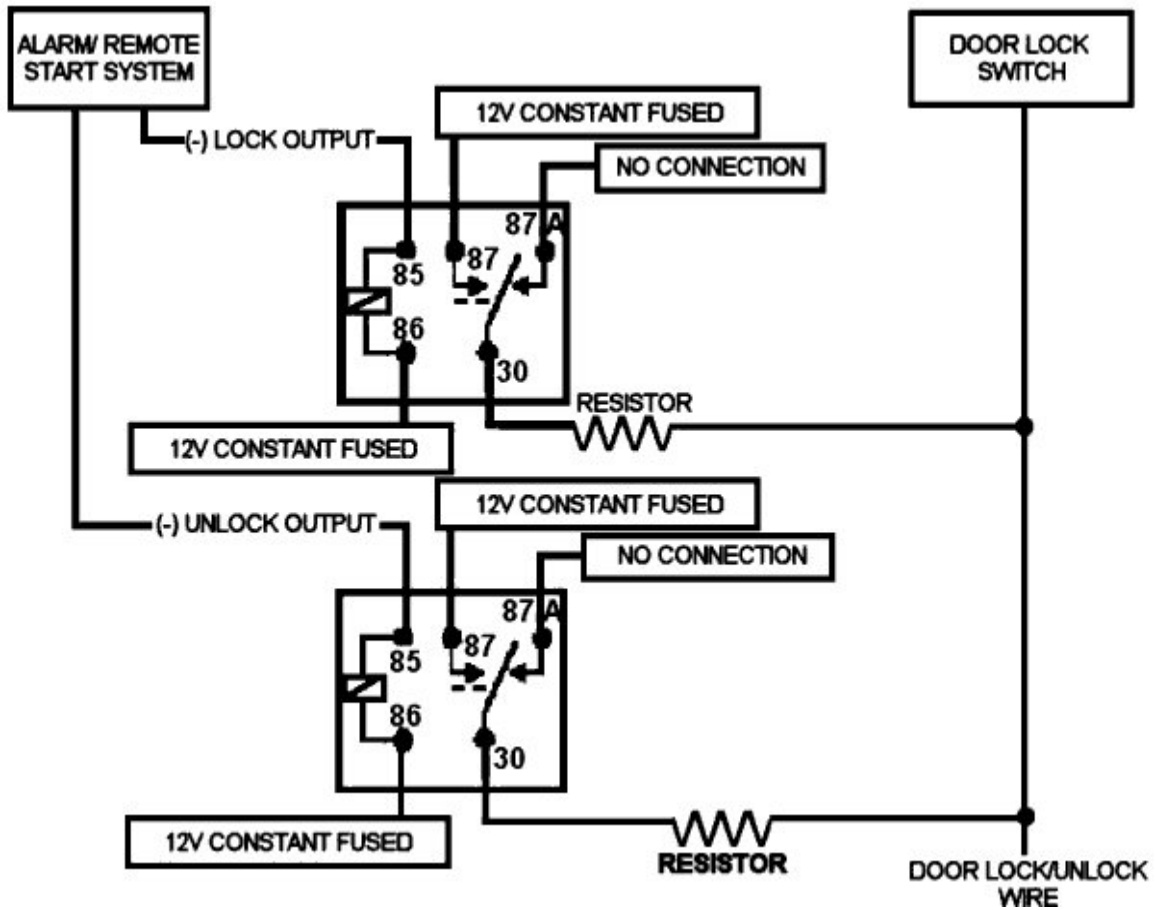 ALARM/ REMOTE
START SYSTEM
DOOR LOCK
SWITCH
12V CONSTANT FUSED
(-) LOCK OUTPUT
NO CONNECTION
87 A
87
85
86
30
RESISTOR
12V CONSTANT FUSED
12V CONSTANT FUSED
(-) UNLOCK OUTPUT
NO CONNECTION
87 A
87
85
86
30
12V CONSTANT FUSED
RESISTOR
DOOR LOCK/UNLOCK
WIRE